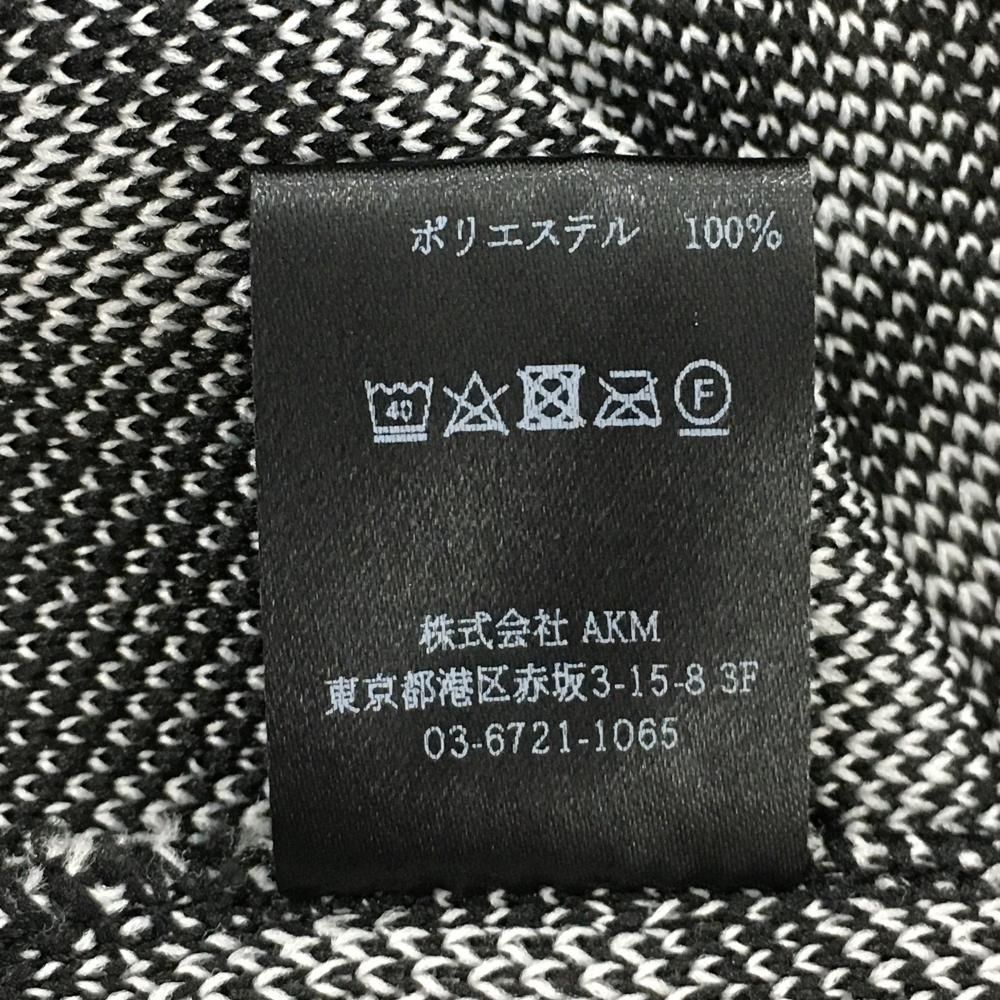 ポリエステル 100%
40 F
株式会社 AKM
東京都港区赤坂3-15-8 3F
03-6721-1065